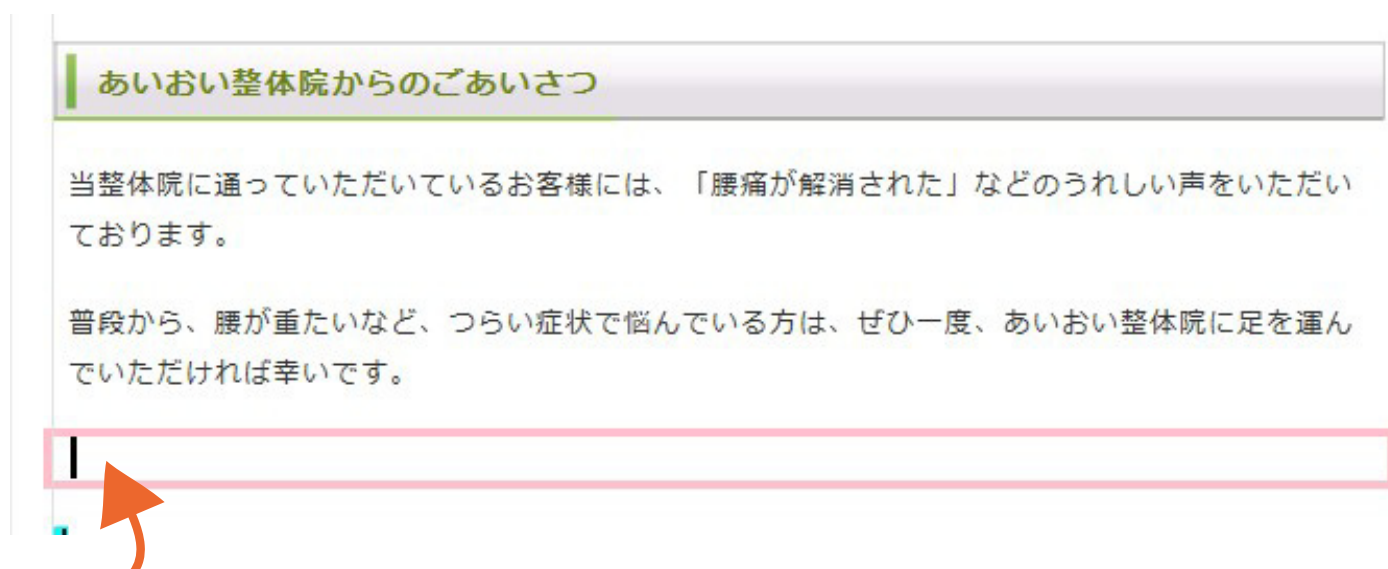 あいおい整体院からのごあいさつ
当整体院に通っていただいているお客様には、「腰痛が解消された」などのうれしい声をいただい
ております。
普段から、腰が重たいなど、つらい症状で悩んでいる方は、ぜひ一度、あいおい整体院に足を運ん
でいただければ幸いです。